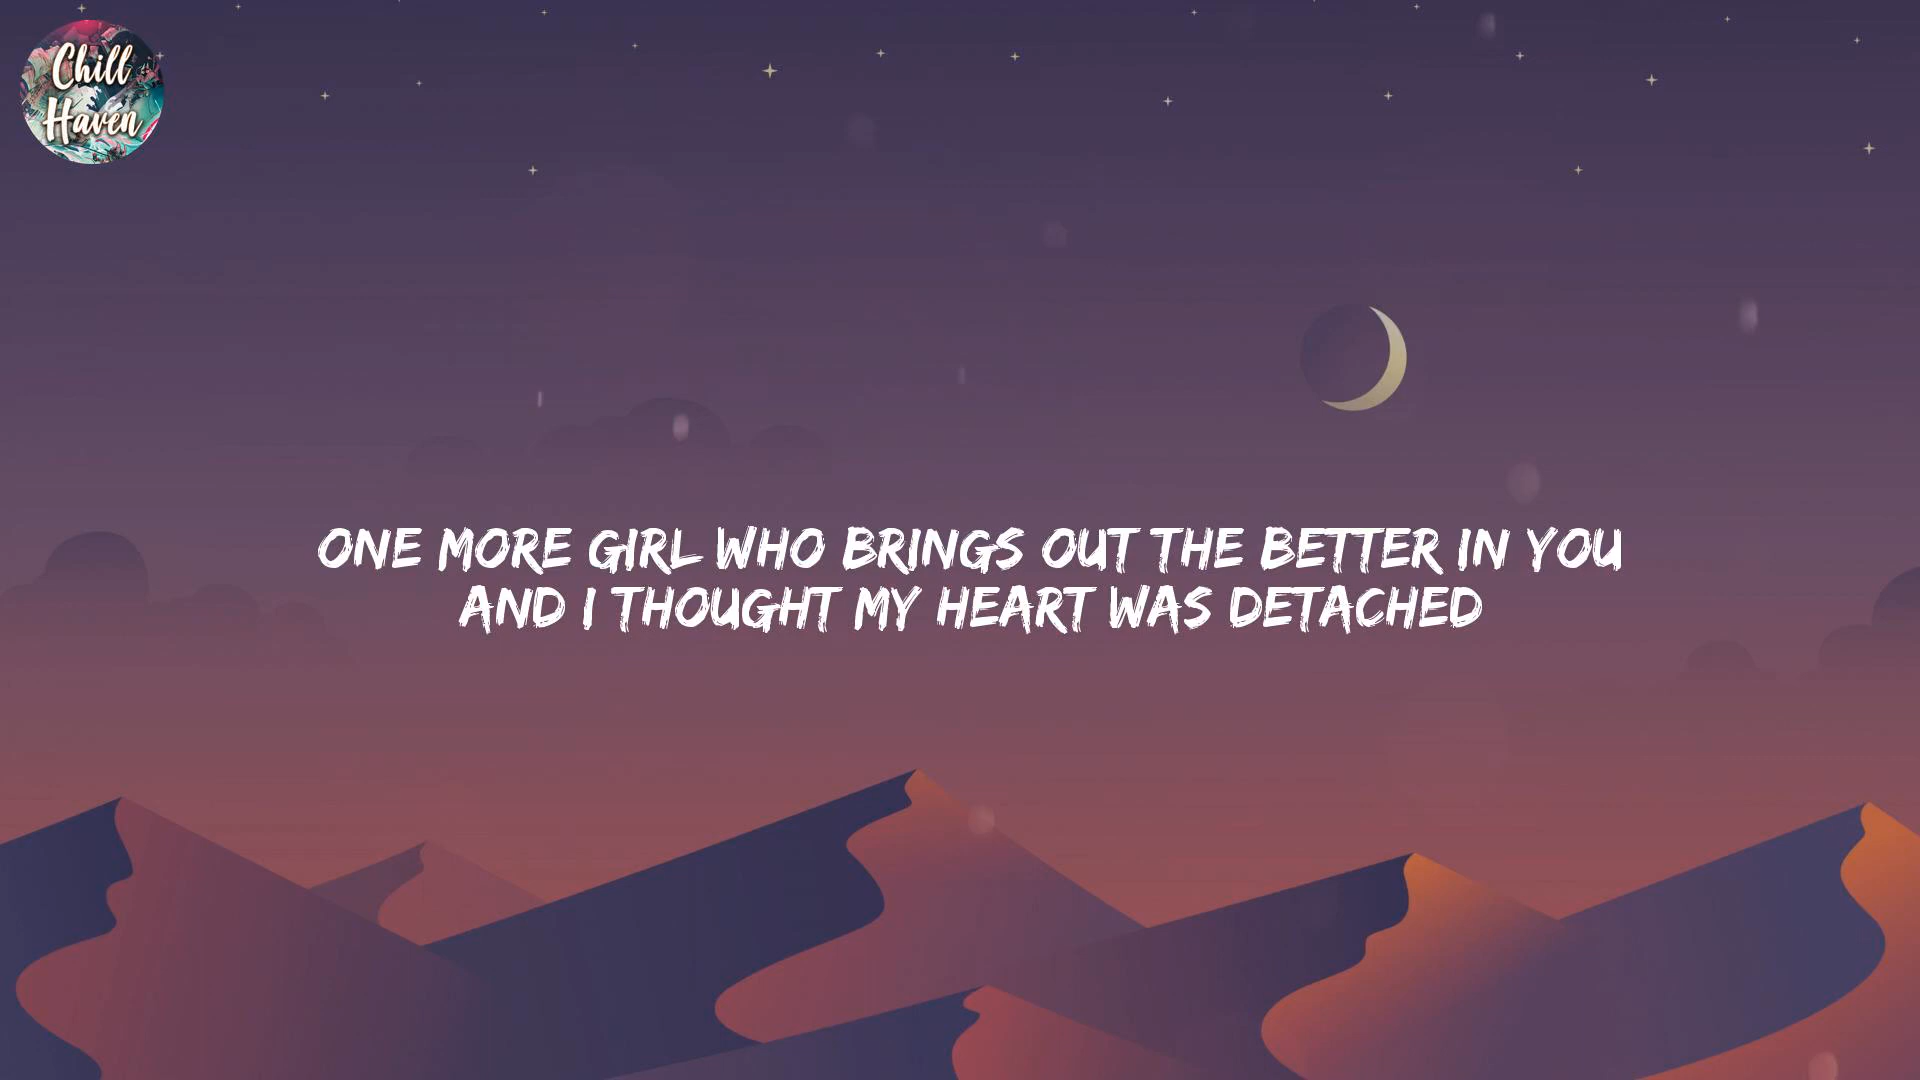 Chill
Haven
ONE MORE GIRL WHO BRINGS OUT THE BETTER IN YOU
AND I THOUGHT MY HEART WAS DETACHED